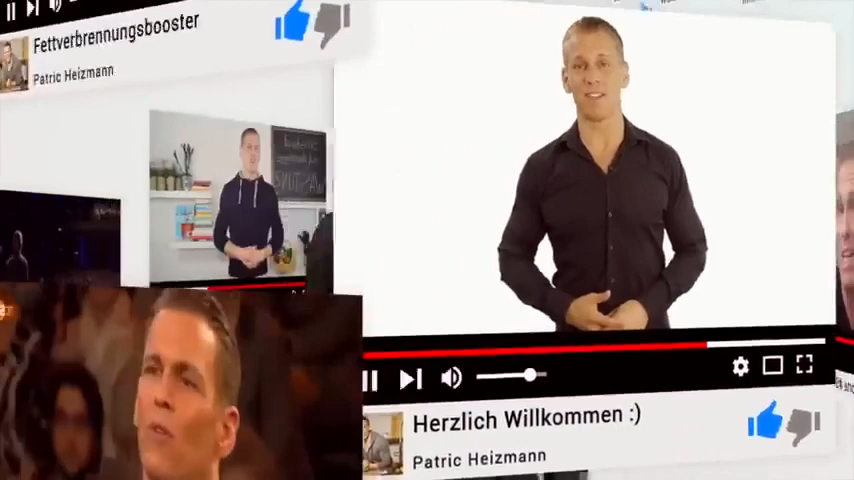 Fettverbrennungsbooster
Patric Heizmann
Herzlich Willkommen :)
Patric Heizmann